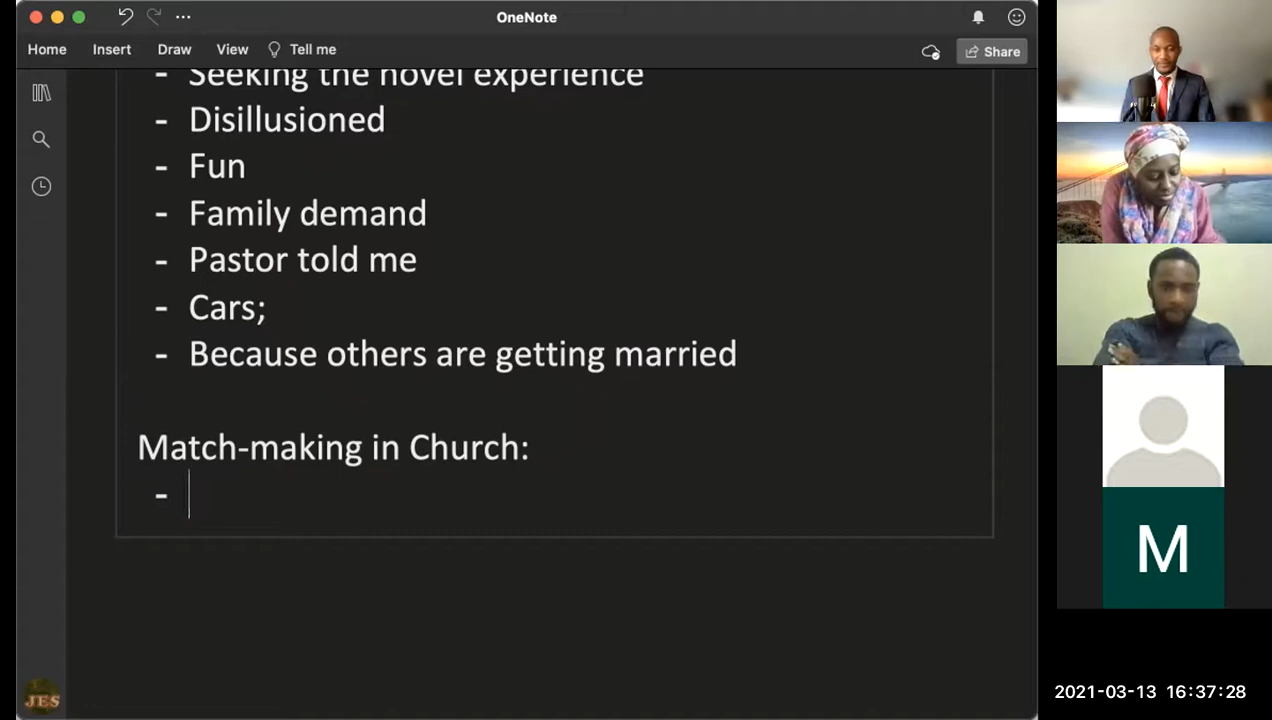 OneNote
Home Insert Draw View Tell me
Share
- Seeking the novel experience
- Disillusioned
- Fun
- Family demand
- Pastor told me
- Cars;
- Because others are getting married
Match-making in Church:
-
JES
M
2021-03-13 16:37:28